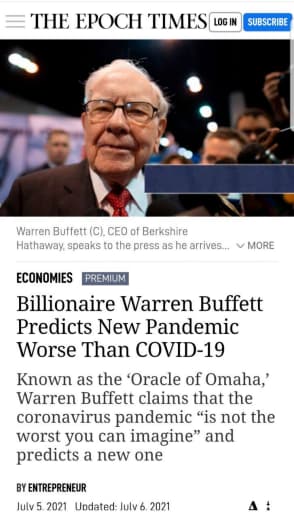 THE EPOCH TIMES LOG IN SUBSCRIBE
Warren Buffett (C), CEO of Berkshire
Hathaway, speaks to the press as he arrives... MORE
ECONOMIES PREMIUM
Billionaire Warren Buffett
Predicts New Pandemic
Worse Than COVID-19
Known as the ‘Oracle of Omaha,’
Warren Buffett claims that the
coronavirus pandemic “is not the
worst you can imagine” and
predicts a new one
BY ENTREPRENEUR
July 5, 2021 Updated: July 6, 2021 A